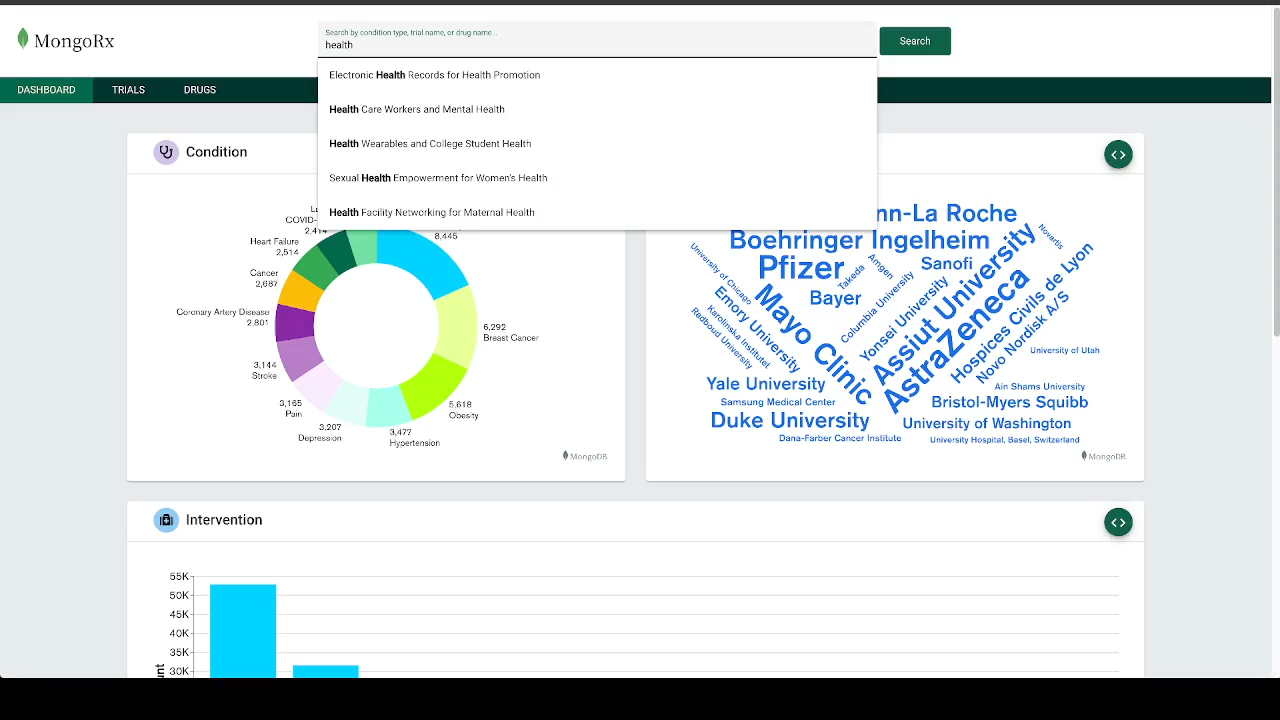 MongoRx
Search by condition type, trial name, or drug name...
health
Search
Electronic Health Records for Health Promotion
Health Care Workers and Mental Health
Health Wearables and College Student Health
Sexual Health Empowerment for Women's Health
Health Facility Networking for Maternal Health
DASHBOARD
TRIALS
DRUGS
Condition
8,445
6,292
Breast Cancer
5,618
Obesity
3,477
Hypertension
3,207
Depression
3,165
Pain
3,144
Stroke
Coronary Artery Disease
2,801
Cancer
2,687
Heart Failure
2,514
COVID-
2,414
MongoDB
nn-La Roche
Boehringer Ingelheim
Novartis
Pfizer
Takeda
Amgen
Sanofi
University of Chicago
Bayer
Columbia University
Assiut University
Emory University
Mayo Clinic
Yonsei University
AstraZeneca
Hospices Civils de Lyon
Karolinska Institutet
Radboud University
Novo Nordisk A/S
University of Utah
Yale University
Ain Shams University
Samsung Medical Center
Bristol-Myers Squibb
Duke University
University of Washington
Dana-Farber Cancer Institute
University Hospital, Basel, Switzerland
MongoDB
Intervention
55K
50K
45K
40K
35K
30K